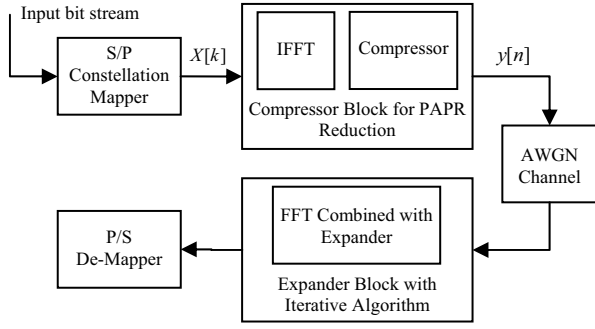 Input bit stream
S/P
Constellation
Mapper
X[k]
IFFT
Compressor
Compressor Block for PAPR
Reduction
y[n]
AWGN
Channel
FFT Combined with
Expander
Expander Block with
Iterative Algorithm
P/S
De-Mapper